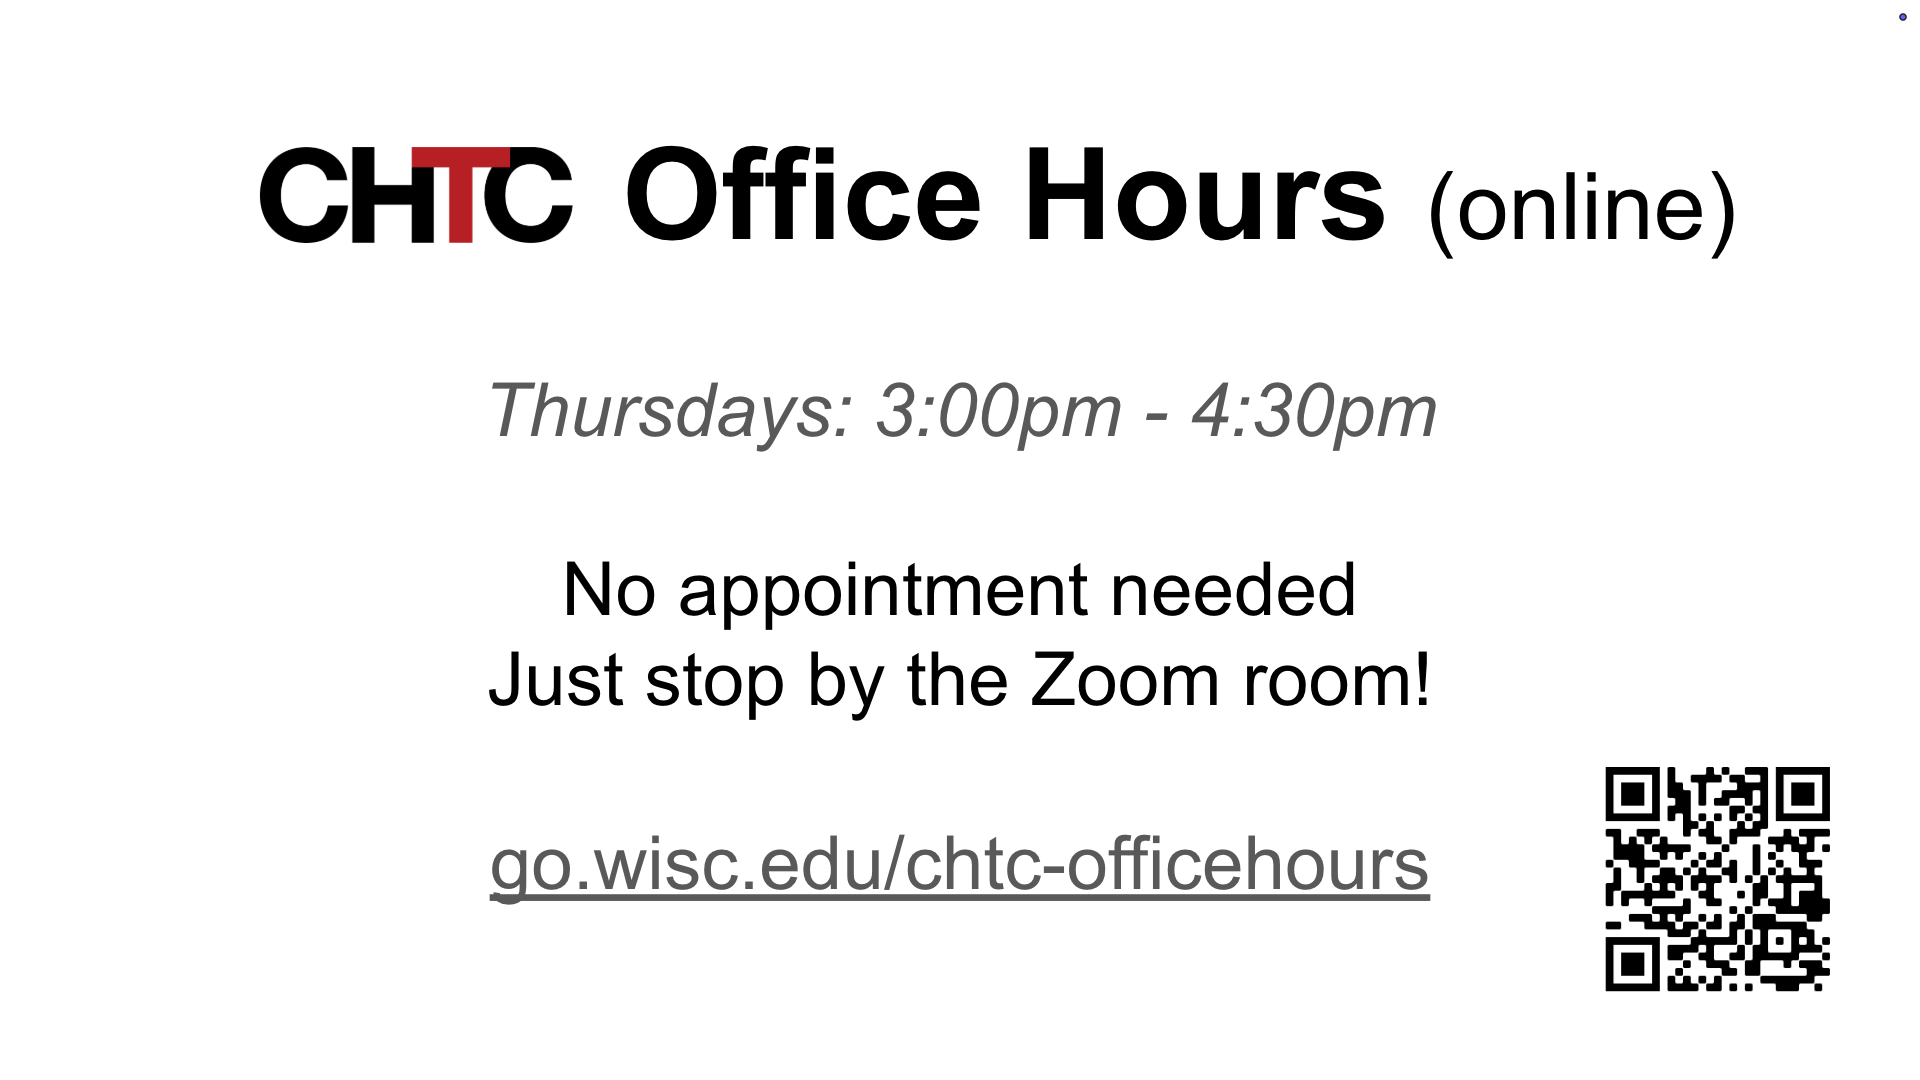 CHTC Office Hours (online)
Thursdays: 3:00pm - 4:30pm
No appointment needed
Just stop by the Zoom room!
go.wisc.edu/chtc-officehours